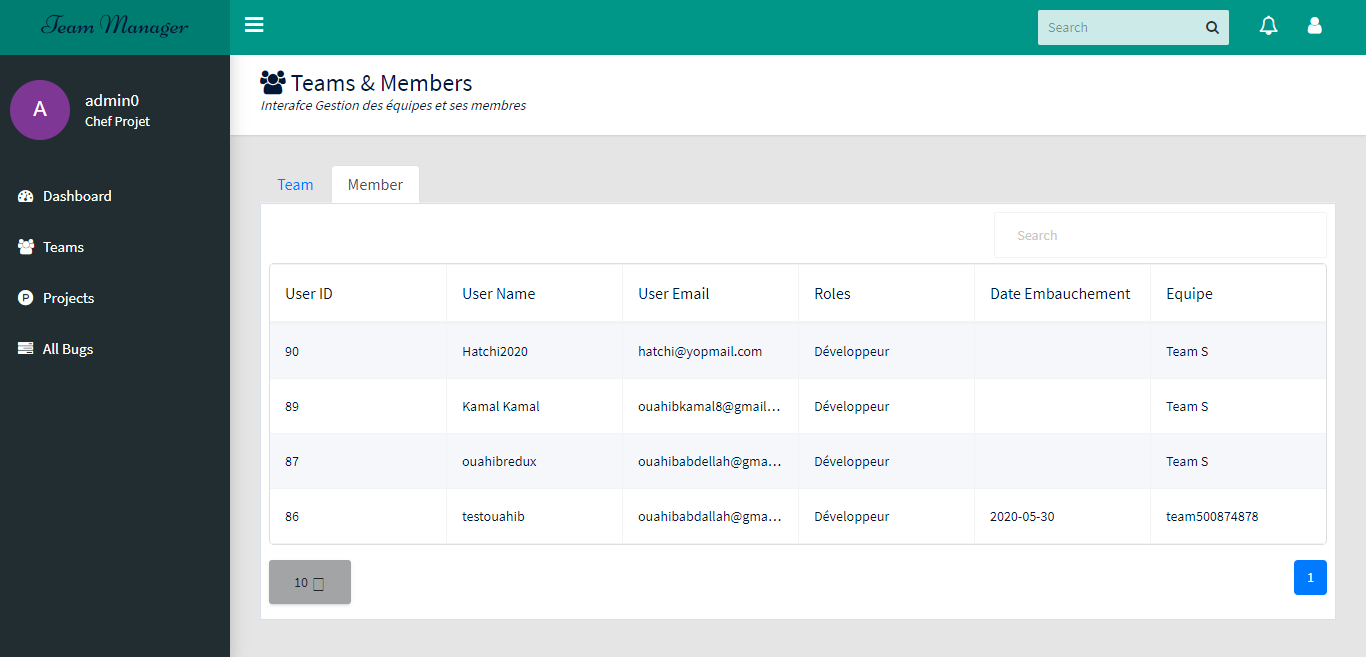 Team Manager
Search
A
admin0
Chef Projet
Dashboard
Teams
Projects
All Bugs
Teams & Members
Interafce Gestion des équipes et ses membres
Team Member
Search
User ID User Name User Email Roles Date Embauchement Equipe
90 Hatchi2020 hatchi@yopmail.com Développeur Team S
89 Kamal Kamal ouahibkamal8@gmail... Développeur Team S
87 ouahibredux ouahibabdellah@gma... Développeur Team S
86 testouahib ouahibabdallah@gma... Développeur 2020-05-30 team500874878
10 1